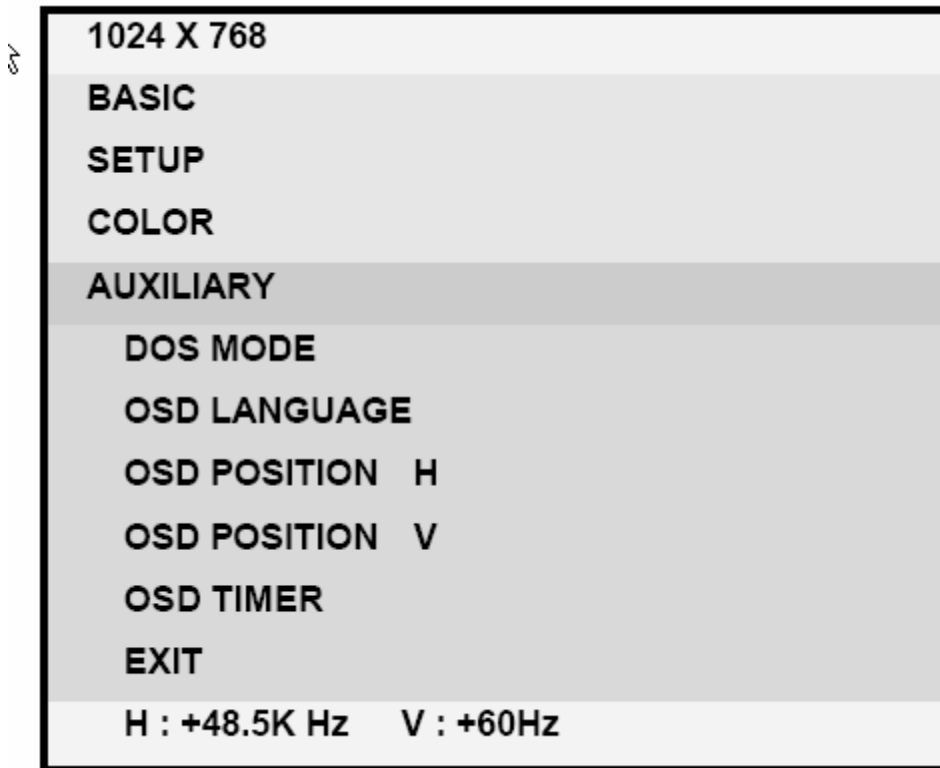 1024 X 768
BASIC
SETUP
COLOR
AUXILIARY
DOS MODE
OSD LANGUAGE
OSD POSITION H
OSD POSITION V
OSD TIMER
EXIT
H : +48.5K Hz V : +60Hz